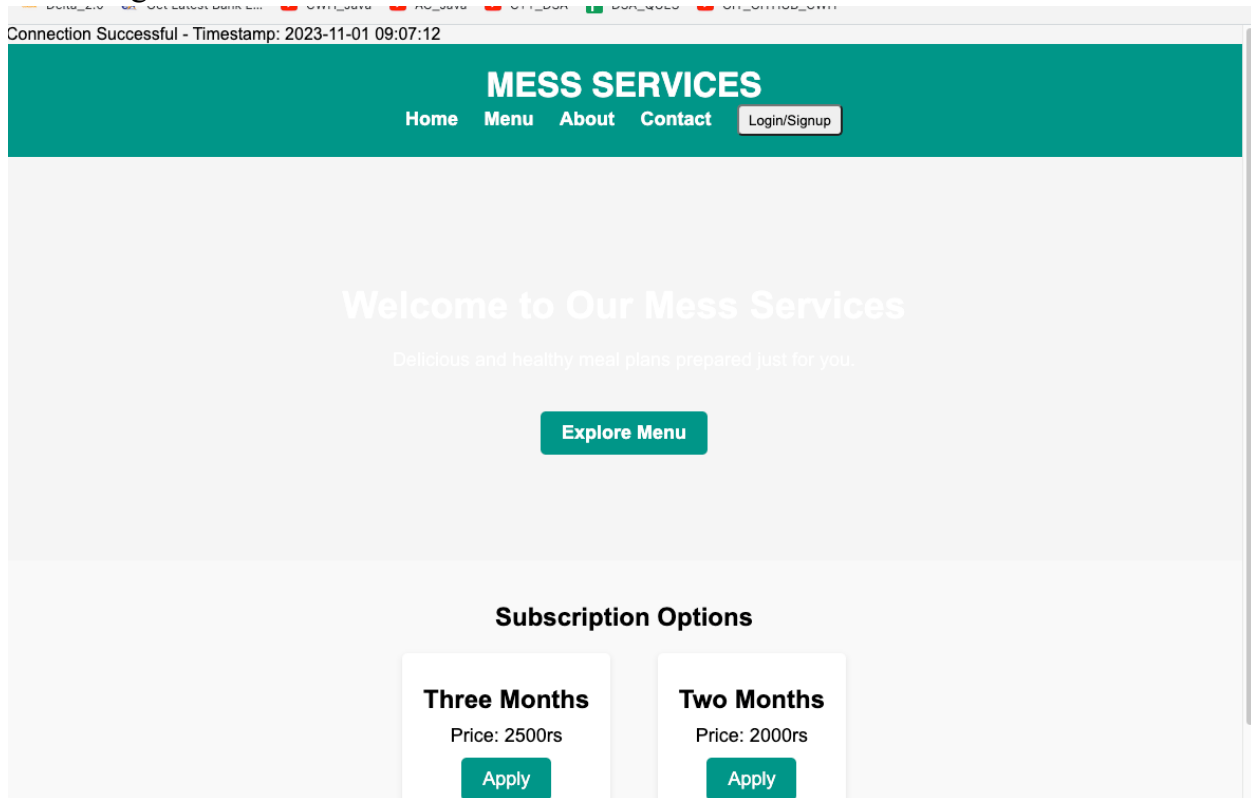 Connection Successful - Timestamp: 2023-11-01 09:07:12
MESS SERVICES
Home Menu About Contact Login/Signup
Welcome to Our Mess Services
Delicious and healthy meal plans prepared just for you.
Explore Menu
Subscription Options
Three Months Two Months
Price: 2500rs Price: 2000rs
Apply Apply